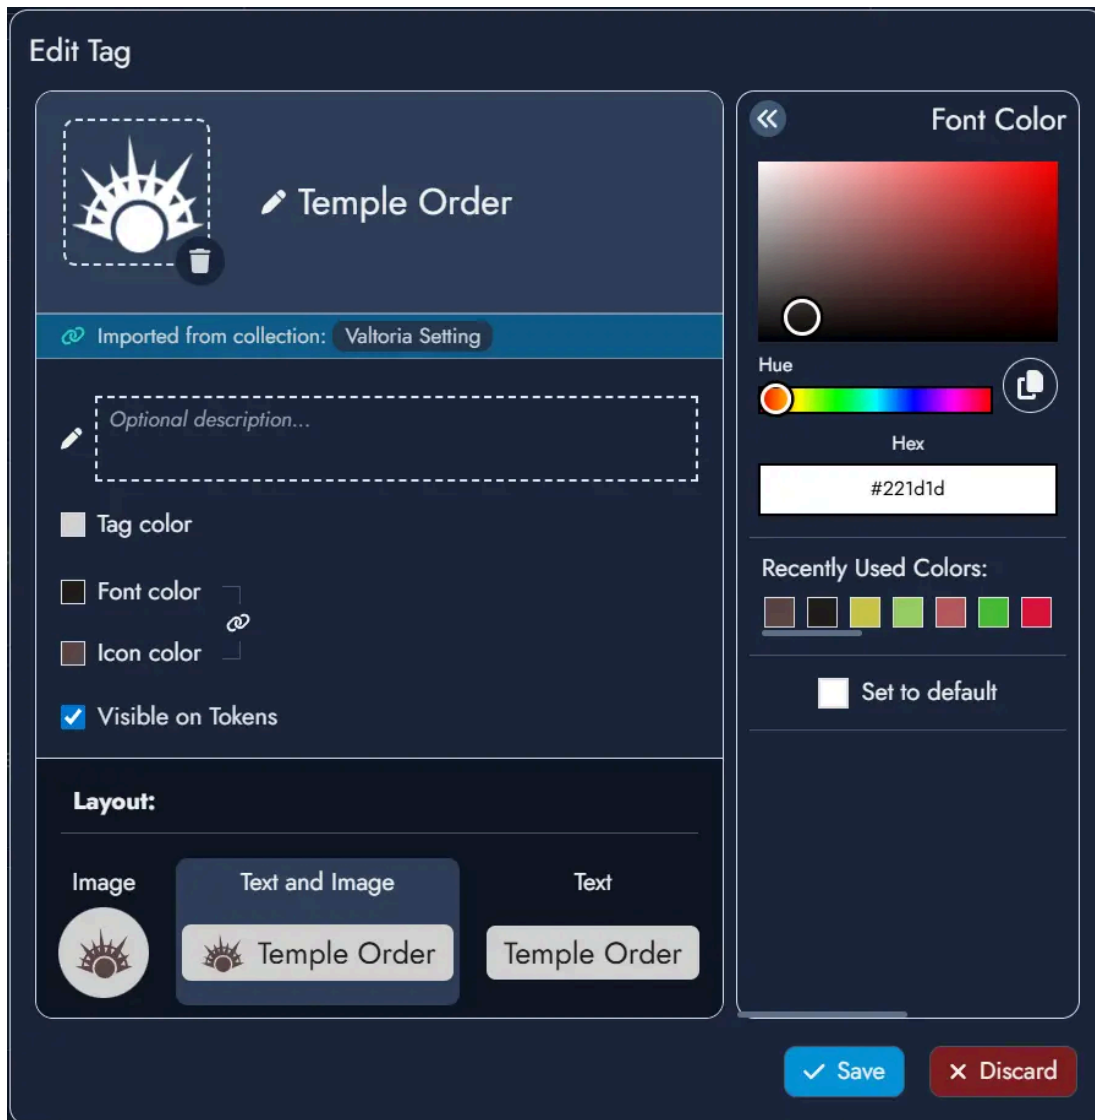 Edit Tag
Temple Order
Imported from collection: Valtoria Setting
Optional description...
Tag color
Font color
Icon color
Visible on Tokens
Layout:
Image
Text and Image
Text
Temple Order
Temple Order
Font Color
Hue
Hex
#221d1d
Recently Used Colors:
Set to default
Save
Discard